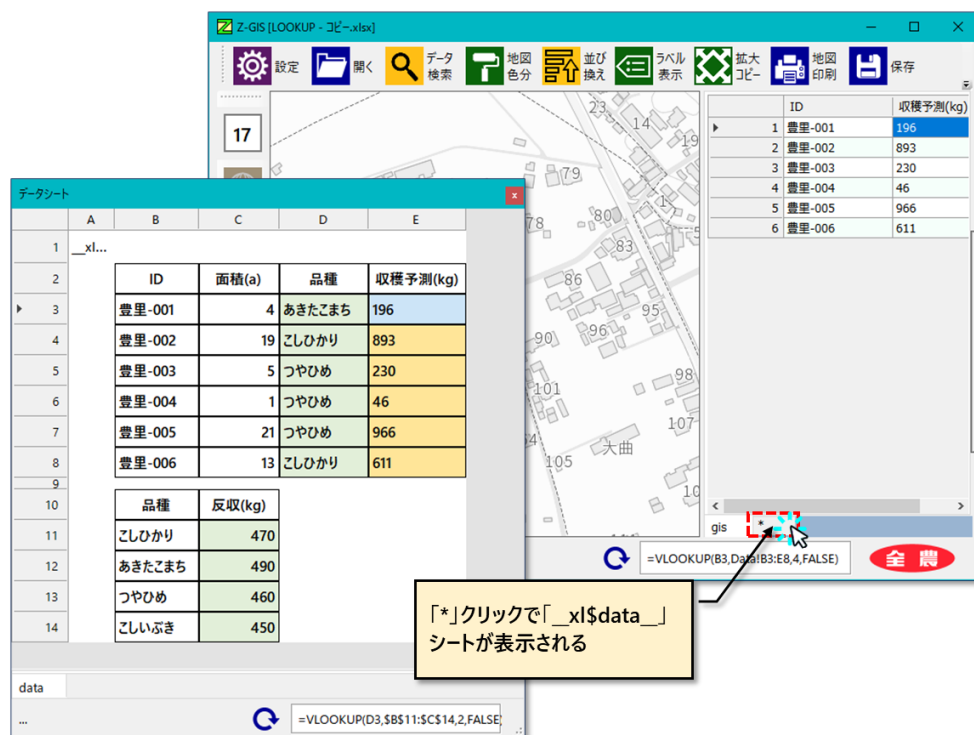 Z-GIS [LOOKUP - コピー.xlsx]
設定
開く
データ
検索
地図
色分
並び
換え
ラベル
表示
拡大
コピー
地図
印刷
保存
17
23
14
19
79
78
80
1
83
86
95
90
96
98
101
107
105
大曲
10
ID 収穫予測(kg)
1 豊里-001 196
2 豊里-002 893
3 豊里-003 230
4 豊里-004 46
5 豊里-005 966
6 豊里-006 611
gis *
=VLOOKUP(B3,Data!B3:E8,4,FALSE)
全農
データシート
A B C D E
1 __xl...
2 ID 面積(a) 品種 収穫予測(kg)
3 豊里-001 4 あきたこまち 196
4 豊里-002 19 こしひかり 893
5 豊里-003 5 つやひめ 230
6 豊里-004 1 つやひめ 46
7 豊里-005 21 つやひめ 966
8 豊里-006 13 こしひかり 611
9
10 品種 反収(kg)
11 こしひかり 470
12 あきたこまち 490
13 つやひめ 460
14 こしいぶき 450
data
...
=VLOOKUP(D3,$B$11:$C$14,2,FALSE)
「*」クリックで「__xl$data__」
シートが表示される